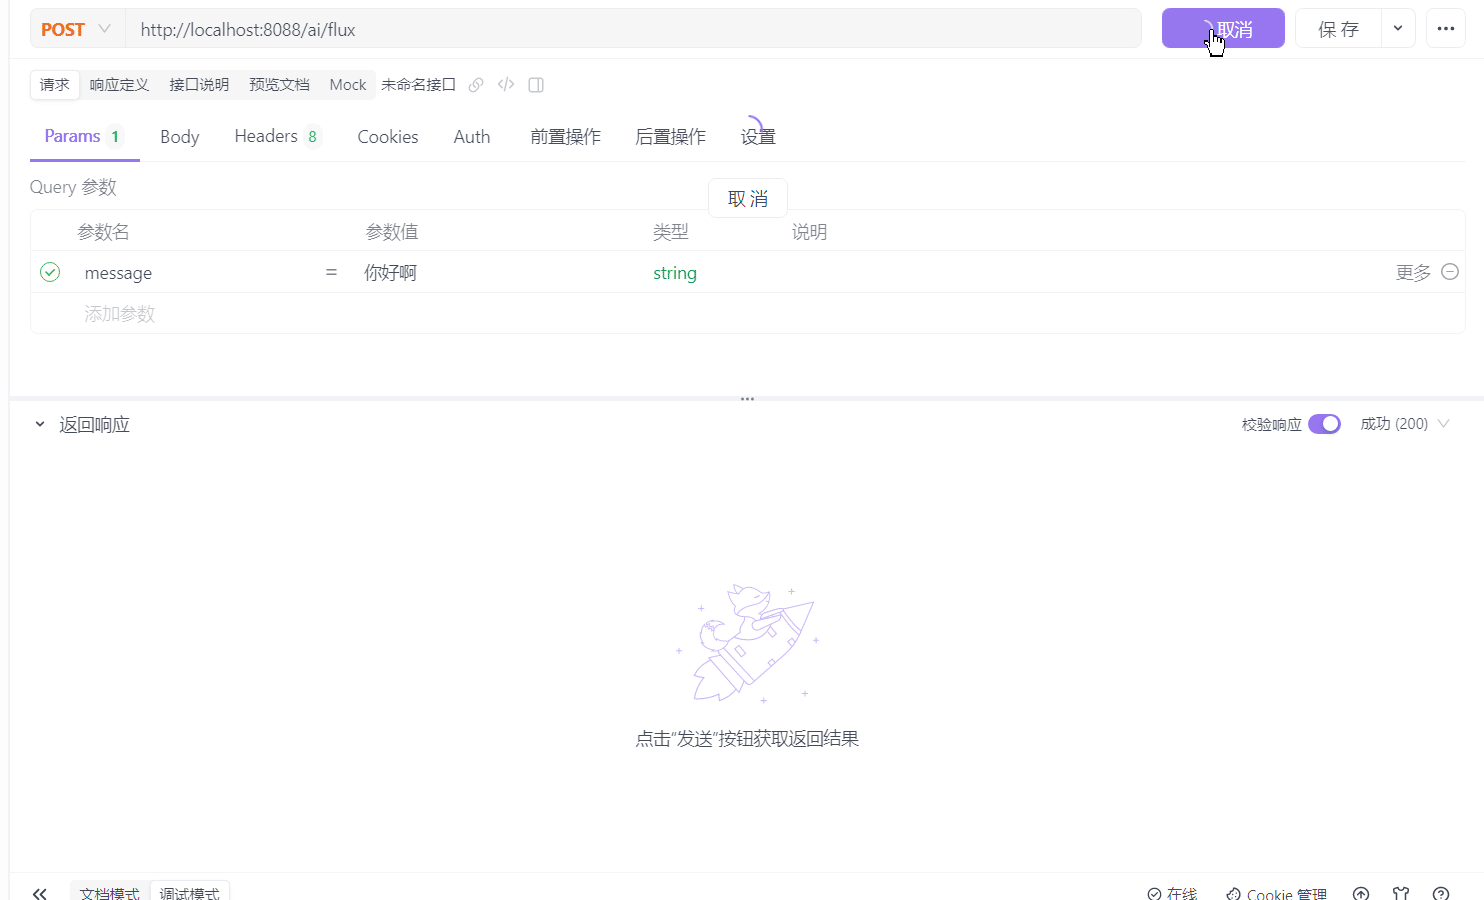 POST http://localhost:8088/ai/flux 取消 保 存
请求 响应定义 接口说明 预览文档 Mock 未命名接口
Params 1 Body Headers 8 Cookies Auth 前置操作 后置操作 设置
Query 参数
取 消
参数名 参数值 类型 说明
message = 你好啊 string 更多
添加参数
返回响应 校验响应 成功 (200)
点击“发送”按钮获取返回结果
文档模式 调试模式 在线 Cookie 管理